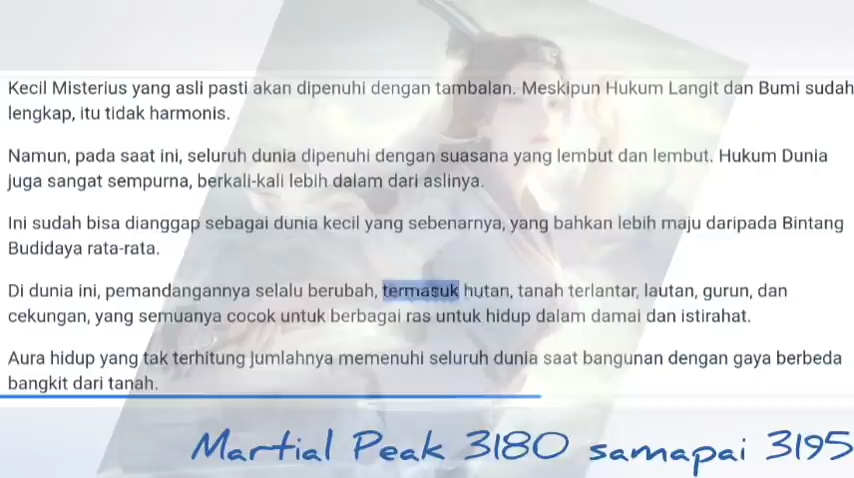 Kecil Misterius yang asli pasti akan dipenuhi dengan tambalan. Meskipun Hukum Langit dan Bumi sudah
lengkap, itu tidak harmonis.
Namun, pada saat ini, seluruh dunia dipenuhi dengan suasana yang lembut dan lembut. Hukum Dunia
juga sangat sempurna, berkali-kali lebih dalam dari aslinya.
Ini sudah bisa dianggap sebagai dunia kecil yang sebenarnya, yang bahkan lebih maju daripada Bintang
Budidaya rata-rata.
Di dunia ini, pemandangannya selalu berubah, termasuk hutan, tanah terlantar, lautan, gurun, dan
cekungan, yang semuanya cocok untuk berbagai ras untuk hidup dalam damai dan istirahat.
Aura hidup yang tak terhitung jumlahnya memenuhi seluruh dunia saat bangunan dengan gaya berbeda
bangkit dari tanah.
Martial Peak 3180 samapai 3195